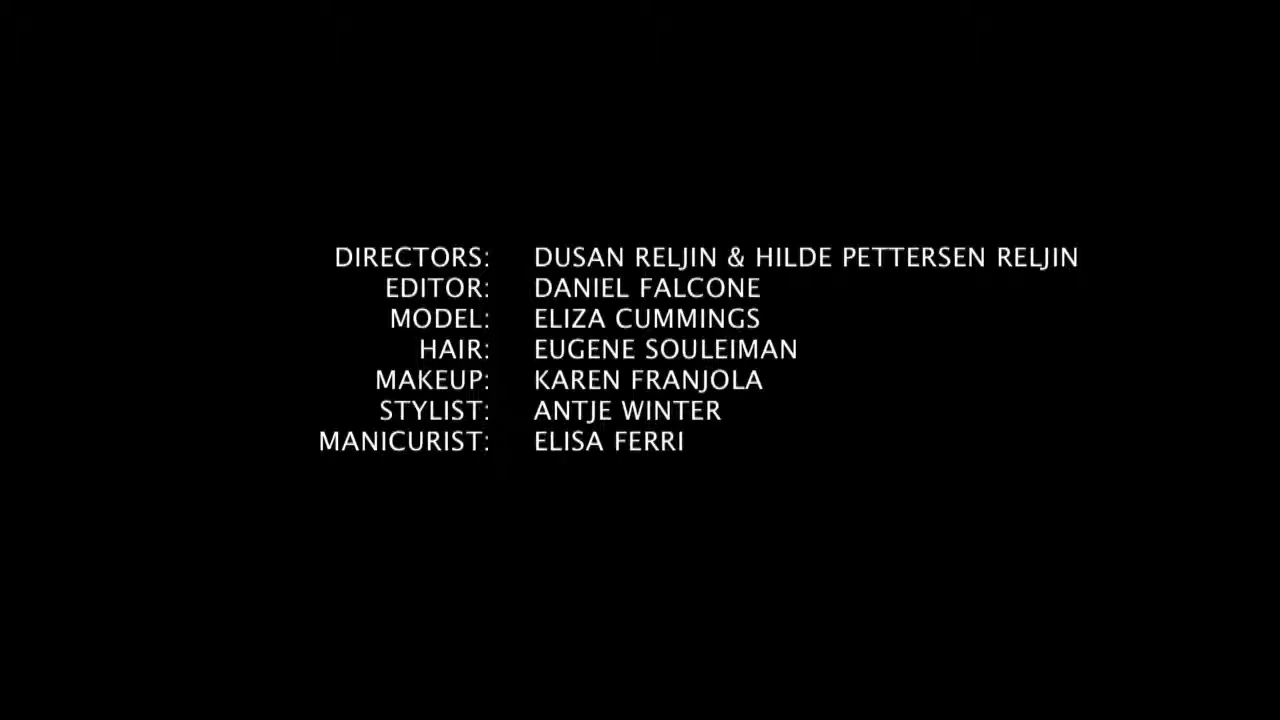 DIRECTORS: DUSAN RELJIN & HILDE PETTERSEN RELJIN
EDITOR: DANIEL FALCONE
MODEL: ELIZA CUMMINGS
HAIR: EUGENE SOULEIMAN
MAKEUP: KAREN FRANJOLA
STYLIST: ANTJE WINTER
MANICURIST: ELISA FERRI